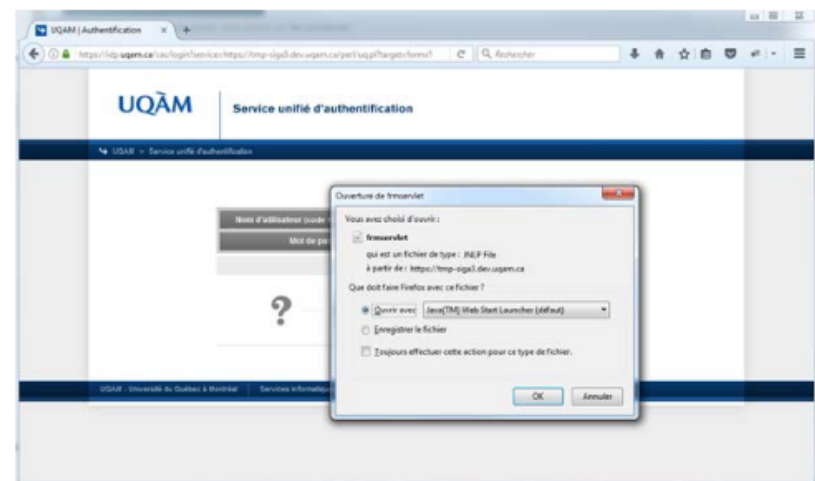 UQAM | Authentification
Rechercher
UQÀM
Service unifié d'authentification
UQAM > Service unifié d'authentification
Nom d'utilisateur (code
Mot de pas
?
Ouverture de frmservlet
Vous avez choisi d'ouvrir :
frmservlet
qui est un fichier de type : JNLP File
à partir de : https://tmp-siga3.dev.uqam.ca
Que doit faire Firefox avec ce fichier ?
Ouvrir avec Java(TM) Web Start Launcher (défaut)
Enregistrer le fichier
Toujours effectuer cette action pour ce type de fichier.
OK Annuler
UQAM - Université du Québec à Montréal Services informatiques